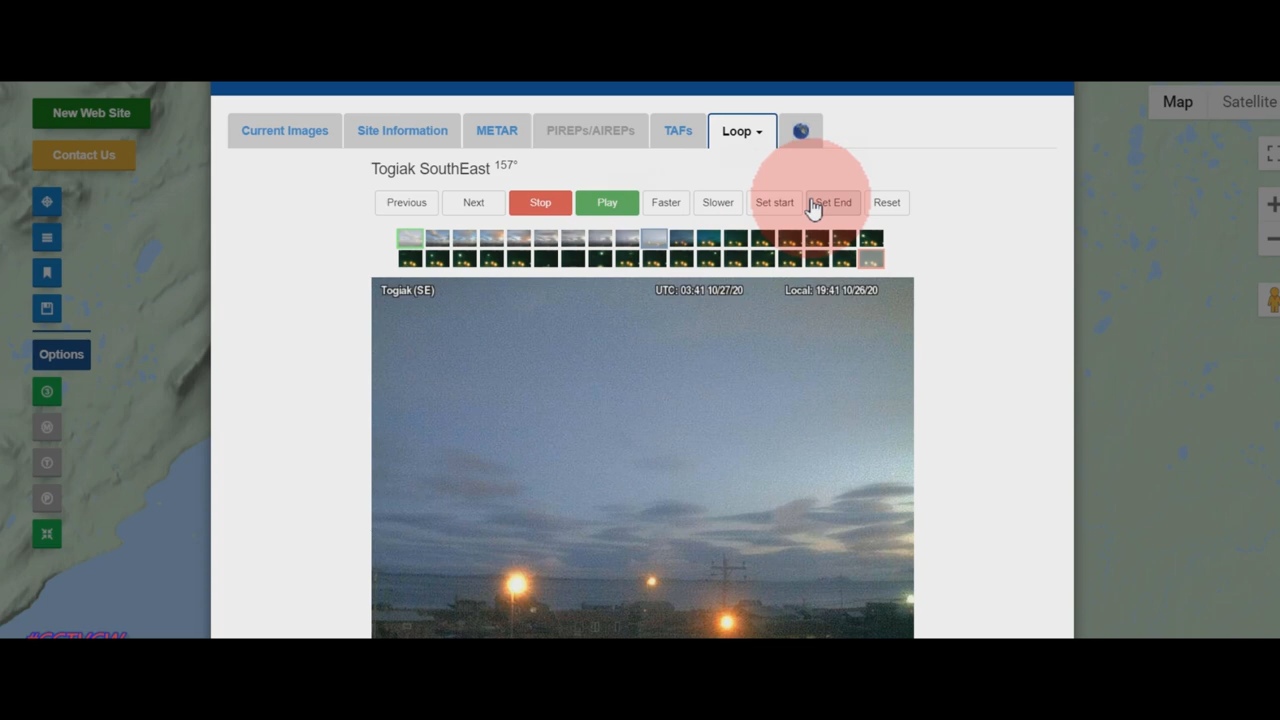 New Web Site
Contact Us
Options
Current Images
Site Information
METAR
PIREPs/AIREPs
TAFs
Loop
Map
Satellite
Togiak SouthEast 157°
Previous
Next
Stop
Play
Faster
Slower
Set start
Set End
Reset
Togiak (SE)
UTC: 03:41 10/27/20
Local: 19:41 10/26/20